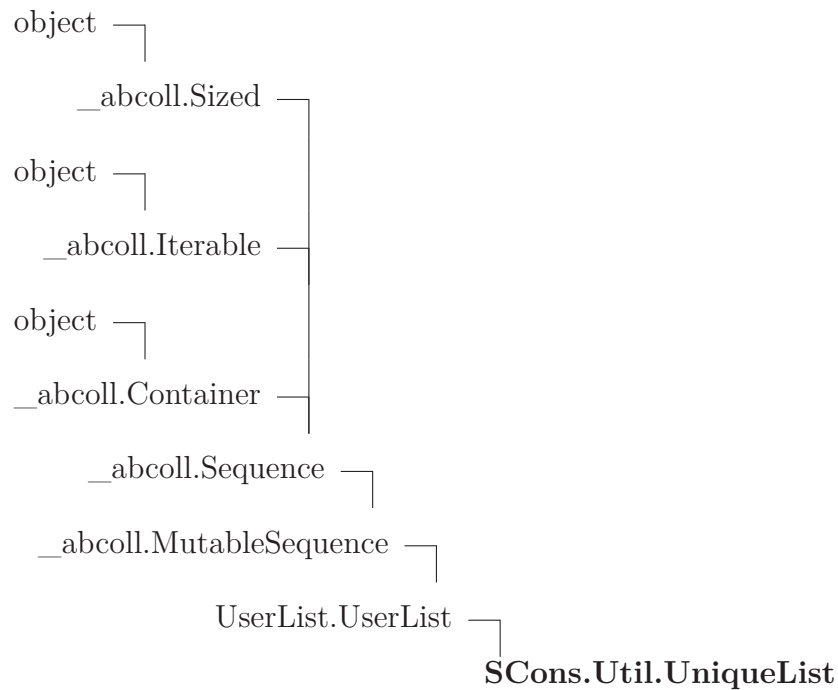 object
_abcoll.Sized
object
_abcoll.Iterable
object
_abcoll.Container
_abcoll.Sequence
_abcoll.MutableSequence
UserList.UserList
SCons.Util.UniqueList